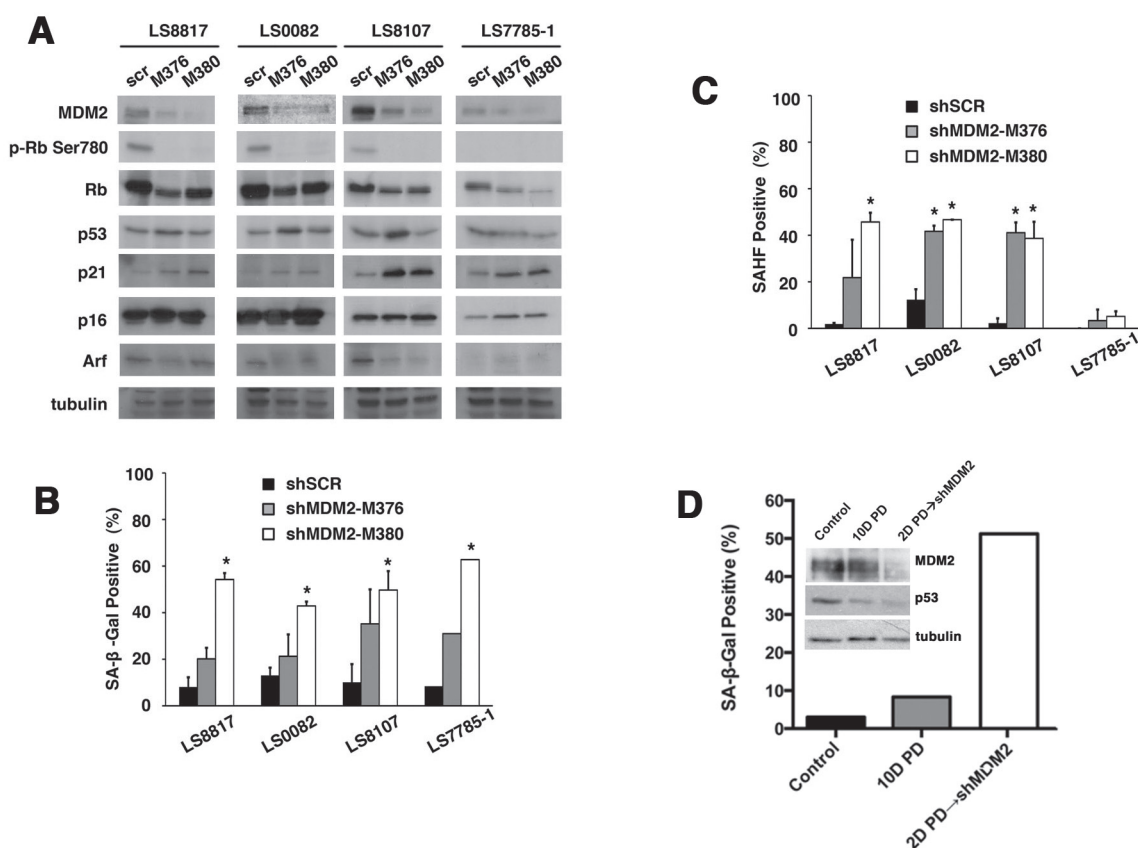 A
LS8817 LS0082 LS8107 LS7785-1
scr M376 M380 scr M376 M380 scr M376 M380 scr M376 M380
MDM2
p-Rb Ser780
Rb
p53
p21
p16
Arf
tubulin
B
SA-β -Gal Positive (%)
100
80
60
40
20
0
shSCR
shMDM2-M376
shMDM2-M380
* * * *
LS8817 LS0082 LS8107 LS7785-1
C
SAHF Positive (%)
100
80
60
40
20
0
shSCR
shMDM2-M376
shMDM2-M380
* * * * *
LS8817 LS0082 LS8107 LS7785-1
D
SA-β-Gal Positive (%)
60
50
40
30
20
10
0
Control 10D PD 2D PD→shMDM2
MDM2
p53
tubulin
Control 10D PD 2D PD→shMDM2